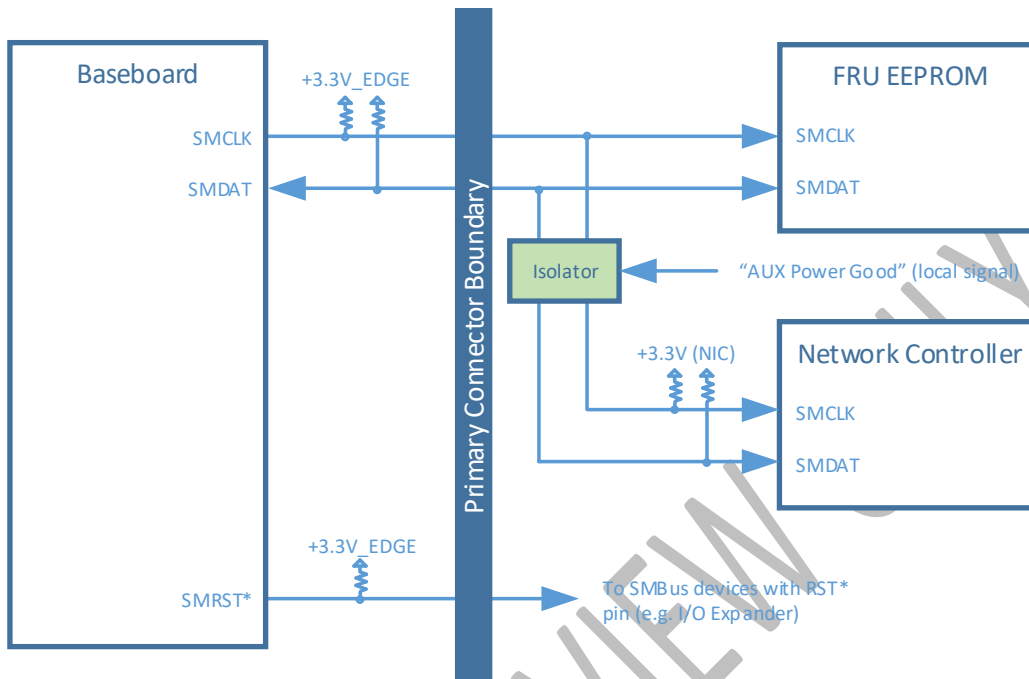 Baseboard
+3.3V_EDGE
SMCLK
SMDAT
Primary Connector Boundary
FRU EEPROM
SMCLK
SMDAT
Isolator
“AUX Power Good” (local signal)
+3.3V (NIC)
Network Controller
SMCLK
SMDAT
+3.3V_EDGE
SMRST*
To SMBus devices with RST*
pin (e.g. I/O Expander)
VIEW